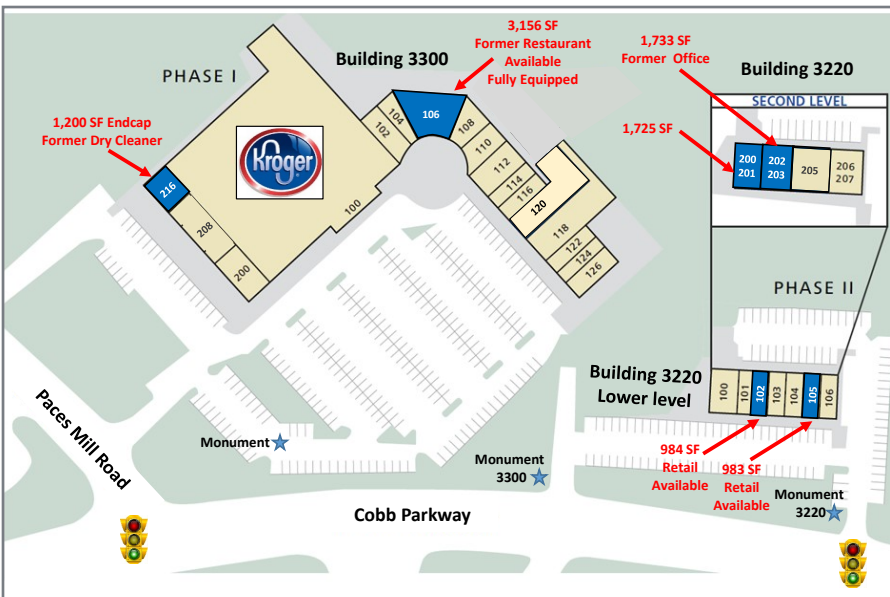 3,156 SF
Former Restaurant
Available
Fully Equipped
1,733 SF
Former Office
Building 3300
Building 3220
PHASE I
SECOND LEVEL
1,200 SF Endcap
Former Dry Cleaner
1,725 SF
Kroger
216
208
200
100
102
104
106
108
110
112
114
116
120
118
122
124
126
200
201
202
203
205
206
207
PHASE II
Building 3220
Lower level
100
101
102
103
104
105
106
984 SF
Retail
Available
983 SF
Retail
Available
Monument
Monument
3300
Monument
3220
Paces Mill Road
Cobb Parkway